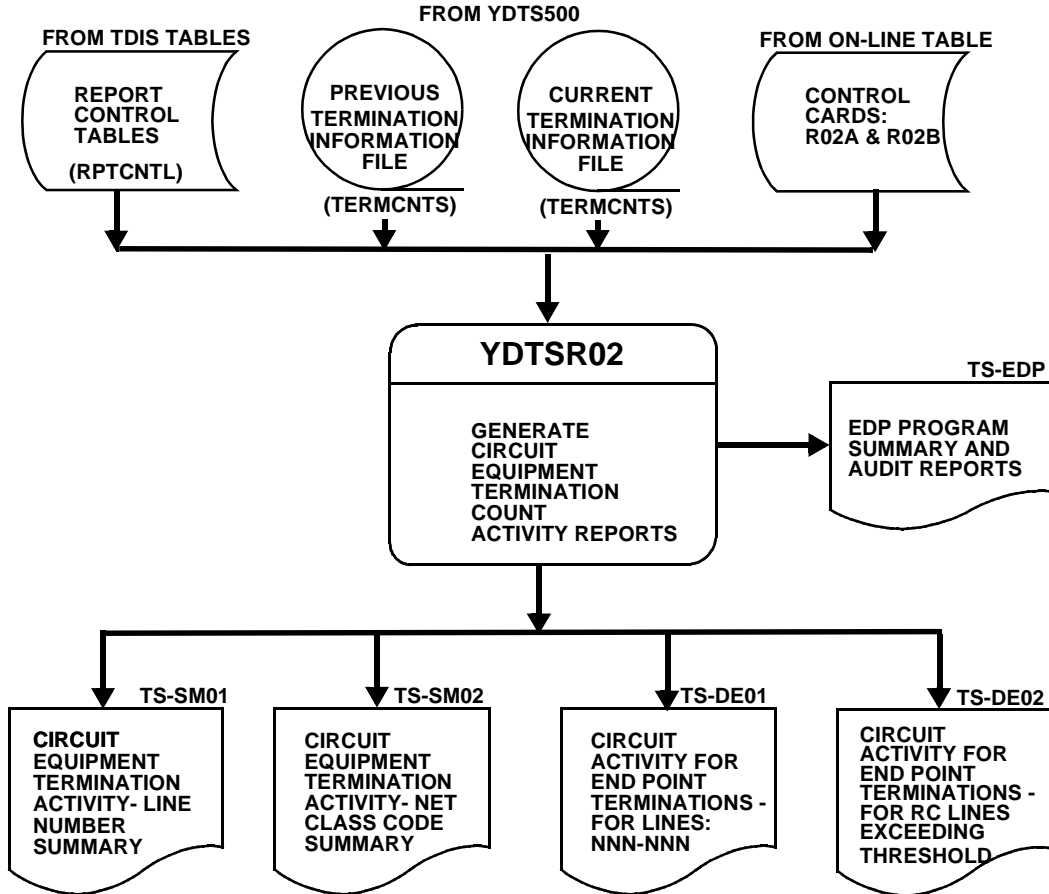 FROM YDTS500
FROM TDIS TABLES
FROM ON-LINE TABLE
REPORT
CONTROL
TABLES
(RPTCNTL)
PREVIOUS
TERMINATION
INFORMATION
FILE
(TERMCNTS)
CURRENT
TERMINATION
INFORMATION
FILE
(TERMCNTS)
CONTROL
CARDS:
R02A & R02B
YDTSR02
GENERATE
CIRCUIT
EQUIPMENT
TERMINATION
COUNT
ACTIVITY REPORTS
TS-EDP
EDP PROGRAM
SUMMARY AND
AUDIT REPORTS
TS-SM01
CIRCUIT
EQUIPMENT
TERMINATION
ACTIVITY- LINE
NUMBER
SUMMARY
TS-SM02
CIRCUIT
EQUIPMENT
TERMINATION
ACTIVITY- NET
CLASS CODE
SUMMARY
TS-DE01
CIRCUIT
ACTIVITY FOR
END POINT
TERMINATIONS -
FOR LINES:
NNN-NNN
TS-DE02
CIRCUIT
ACTIVITY FOR
END POINT
TERMINATIONS -
FOR RC LINES
EXCEEDING
THRESHOLD